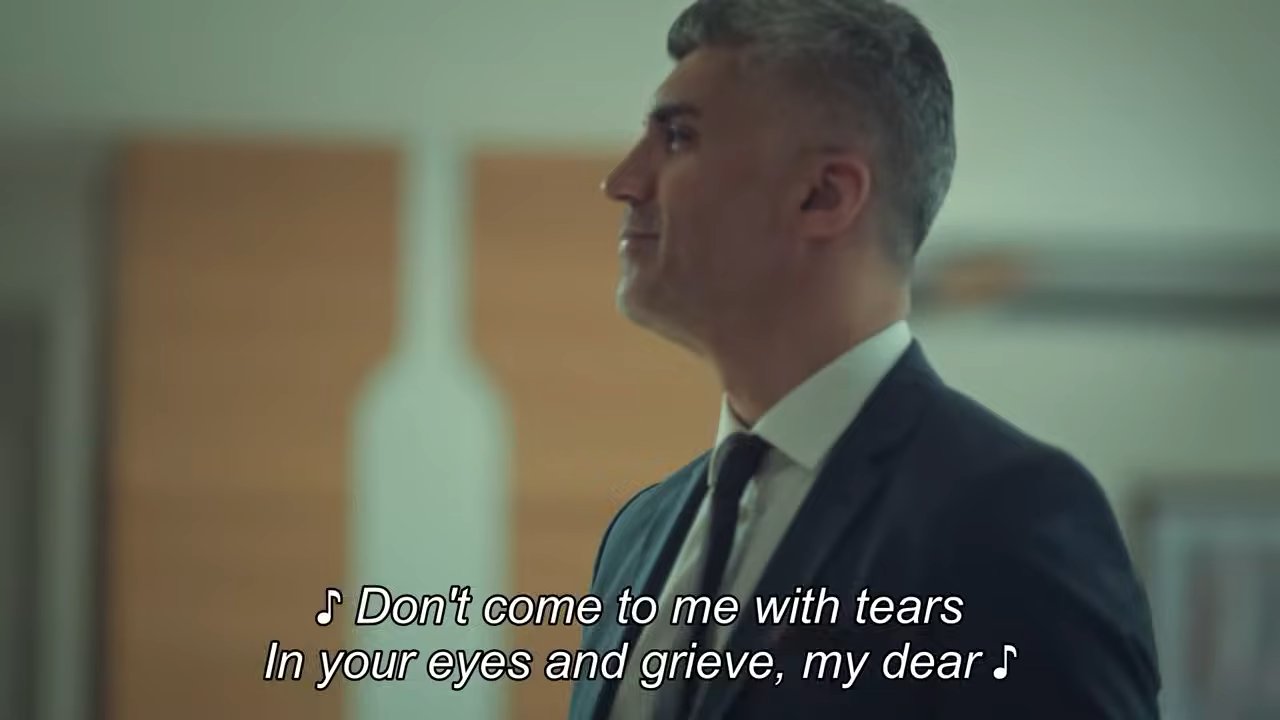 ♪ Don't come to me with tears
In your eyes and grieve, my dear ♪